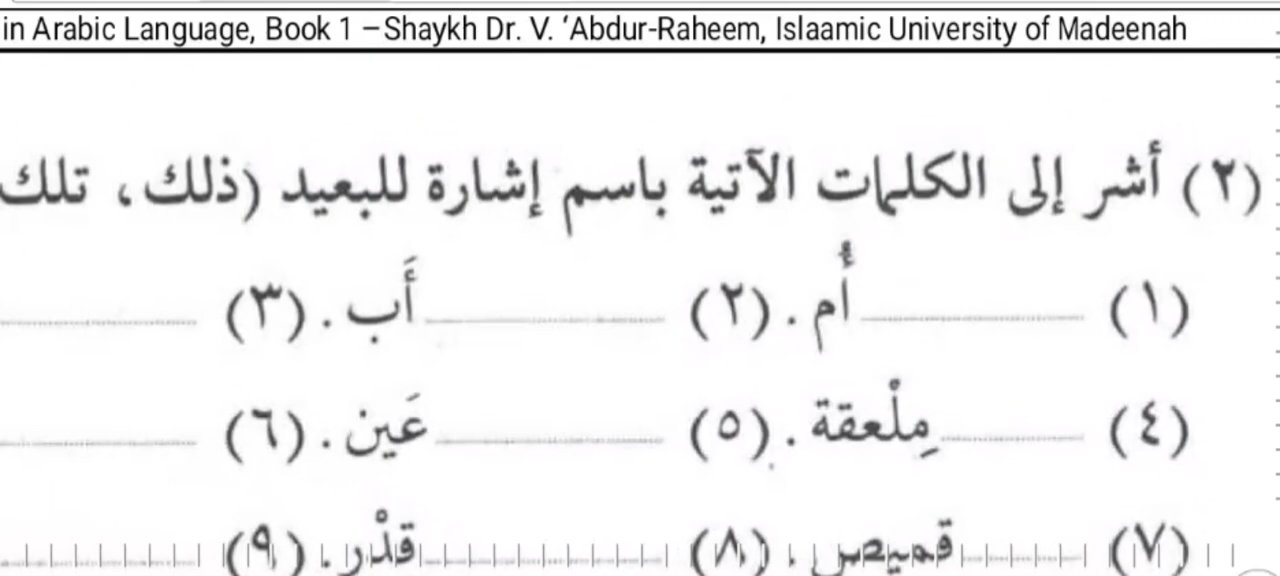 in Arabic Language, Book 1 – Shaykh Dr. V. ‘Abdur-Raheem, Islaamic University of Madeenah
(٢) أشر إلى الكلمات الآتية باسم إشارة للبعيد (ذلك، تلك
(١) ........ أُم. (٢) ........ أَب. (٣) ........
(٤) ........ مِلْعقة. (٥) ........ عَين. (٦) ........
(٧) ........ قميص. (٨) ........ قدْر. (٩) ........